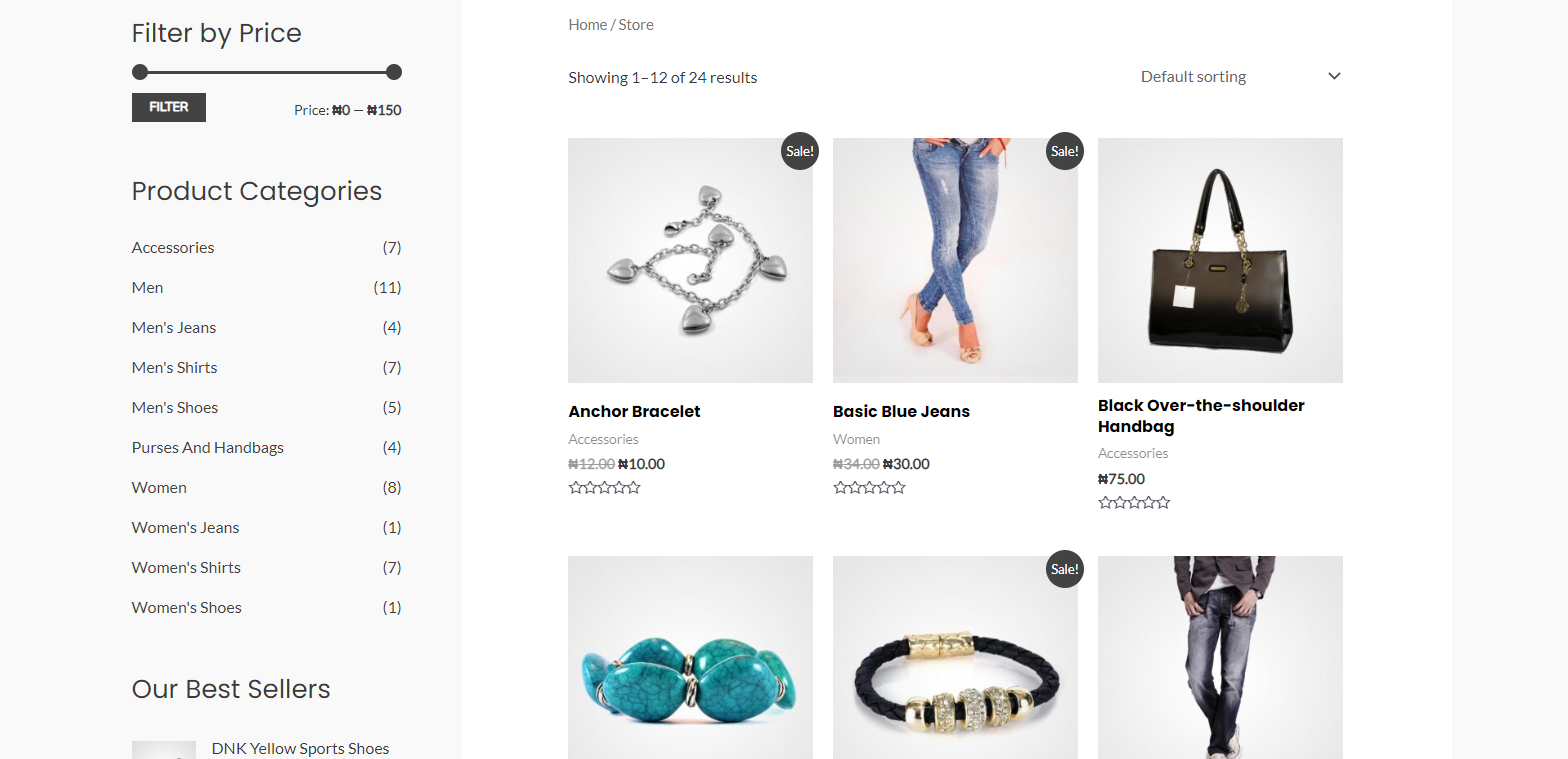 Filter by Price
FILTER
Price: ₦0 — ₦150
Product Categories
Accessories (7)
Men (11)
Men's Jeans (4)
Men's Shirts (7)
Men's Shoes (5)
Purses And Handbags (4)
Women (8)
Women's Jeans (1)
Women's Shirts (7)
Women's Shoes (1)
Our Best Sellers
DNK Yellow Sports Shoes
Home / Store
Showing 1–12 of 24 results
Default sorting
Sale!
Anchor Bracelet
Accessories
₦12.00 ₦10.00
Sale!
Basic Blue Jeans
Women
₦34.00 ₦30.00
Black Over-the-shoulder
Handbag
Accessories
₦75.00
Sale!